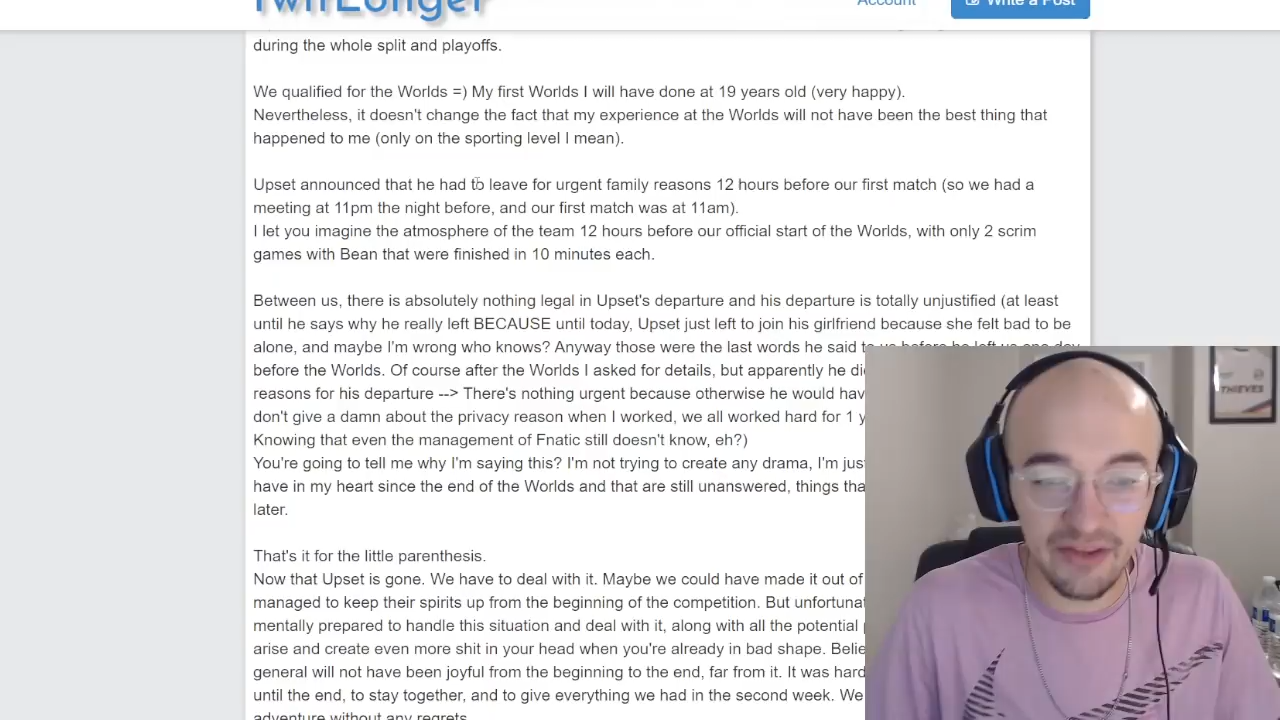 TwitLonger
Account
Write a Post
during the whole split and playoffs.
We qualified for the Worlds =) My first Worlds I will have done at 19 years old (very happy).
Nevertheless, it doesn't change the fact that my experience at the Worlds will not have been the best thing that
happened to me (only on the sporting level I mean).
Upset announced that he had to leave for urgent family reasons 12 hours before our first match (so we had a
meeting at 11pm the night before, and our first match was at 11am).
I let you imagine the atmosphere of the team 12 hours before our official start of the Worlds, with only 2 scrim
games with Bean that were finished in 10 minutes each.
Between us, there is absolutely nothing legal in Upset's departure and his departure is totally unjustified (at least
until he says why he really left BECAUSE until today, Upset just left to join his girlfriend because she felt bad to be
alone, and maybe I'm wrong who knows? Anyway those were the last words he said to us before he left us one day
before the Worlds. Of course after the Worlds I asked for details, but apparently he
reasons for his departure --> There's nothing urgent because otherwise he would
don't give a damn about the privacy reason when I worked, we all worked hard for 1
Knowing that even the management of Fnatic still doesn't know, eh?)
You're going to tell me why I'm saying this? I'm not trying to create any drama, I'm
have in my heart since the end of the Worlds and that are still unanswered, things
later.
That's it for the little parenthesis.
Now that Upset is gone. We have to deal with it. Maybe we could have made it out of
managed to keep their spirits up from the beginning of the competition. But
mentally prepared to handle this situation and deal with it, along with all the potential
arise and create even more shit in your head when you're already in bad shape.
general will not have been joyful from the beginning to the end, far from it. It was hard
until the end, to stay together, and to give everything we had in the second week. We
adventure without any regrets.
THIEVES